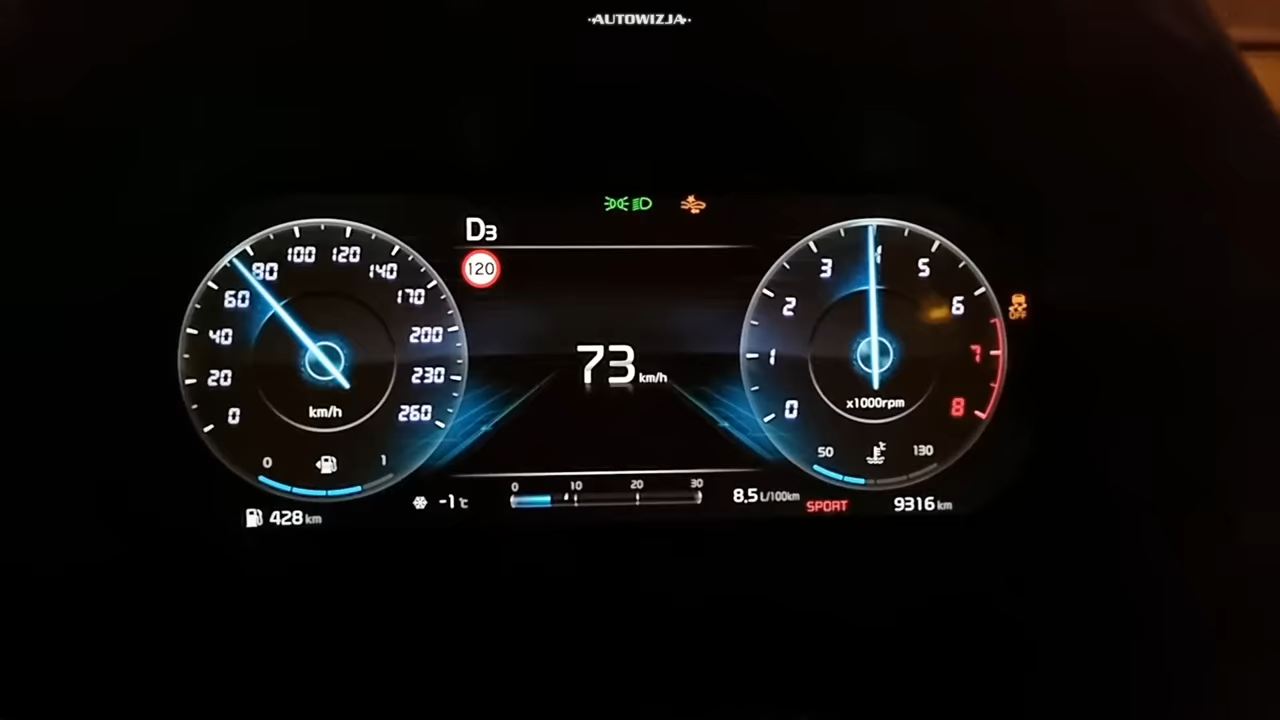 AUTOWIZJA
D3
120
100 120
80 140
60 170
40 200
20 230
0 260
km/h
0 1
428 km
73 km/h
-1°C
0 10 20 30
8,5 L/100km
4
3 5
2 6
1 7
0 8
x1000rpm
OFF
50 130
SPORT
9316 km